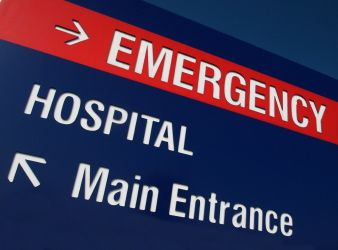 → EMERGENCY
HOSPITAL
↖ Main Entrance